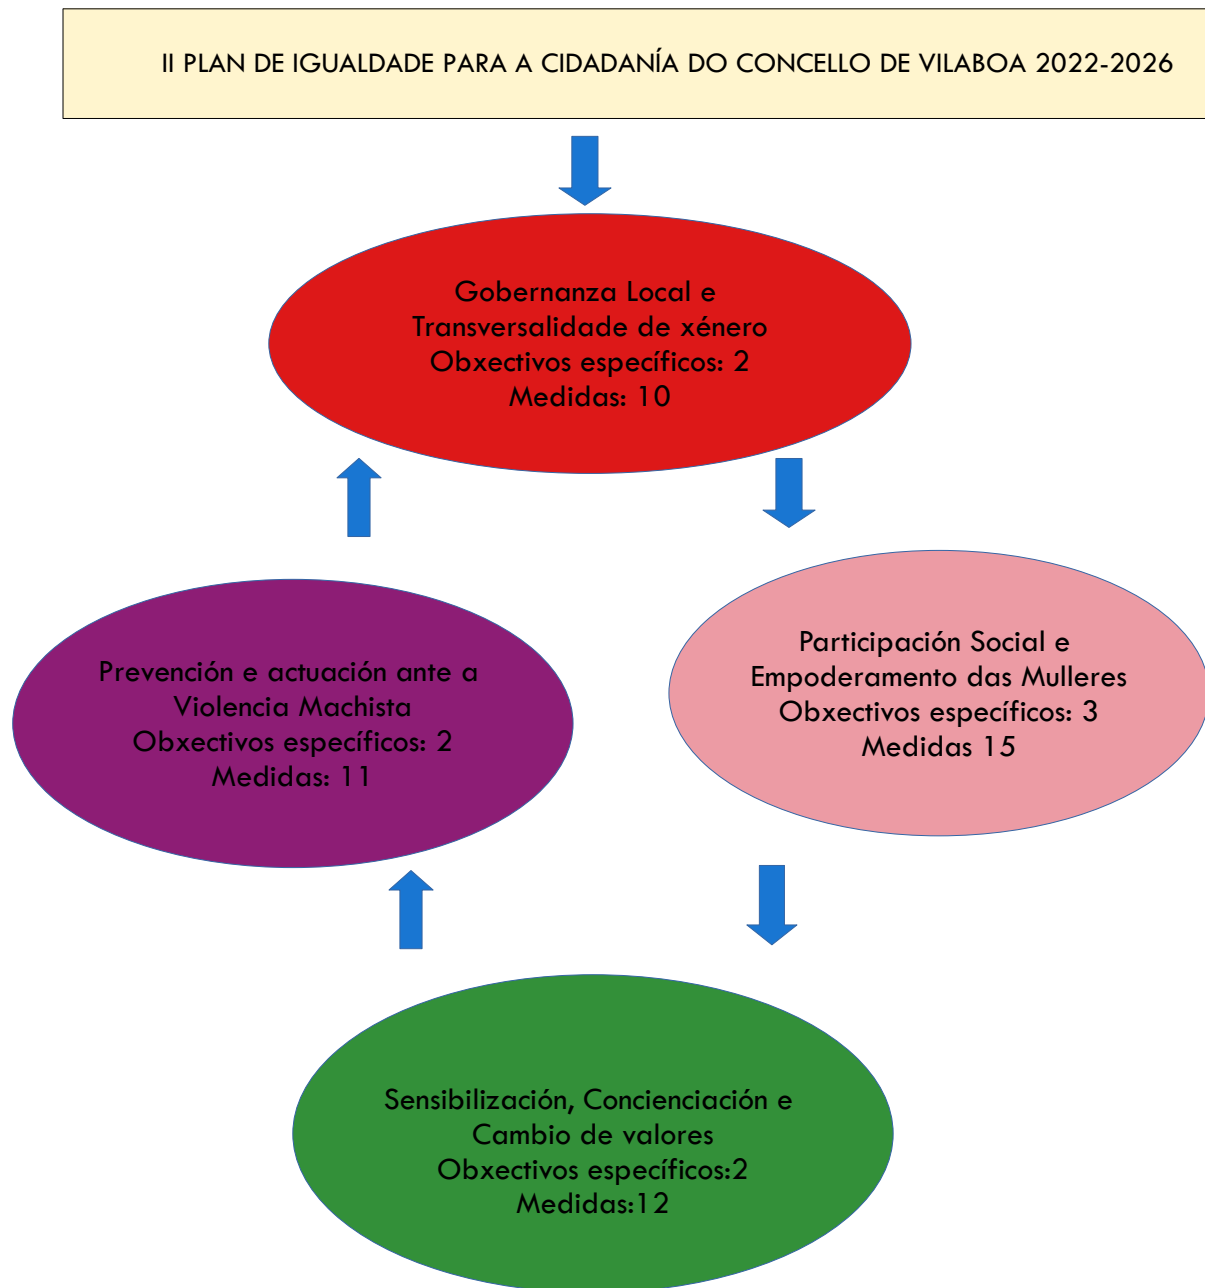 II PLAN DE IGUALDADE PARA A CIDADANÍA DO CONCELLO DE VILABOA 2022-2026
Gobernanza Local e
Transversalidade de xénero
Obxectivos específicos: 2
Medidas: 10
Participación Social e
Empoderamento das Mulleres
Obxectivos específicos: 3
Medidas 15
Sensibilización, Concienciación e
Cambio de valores
Obxectivos específicos:2
Medidas:12
Prevención e actuación ante a
Violencia Machista
Obxectivos específicos: 2
Medidas: 11